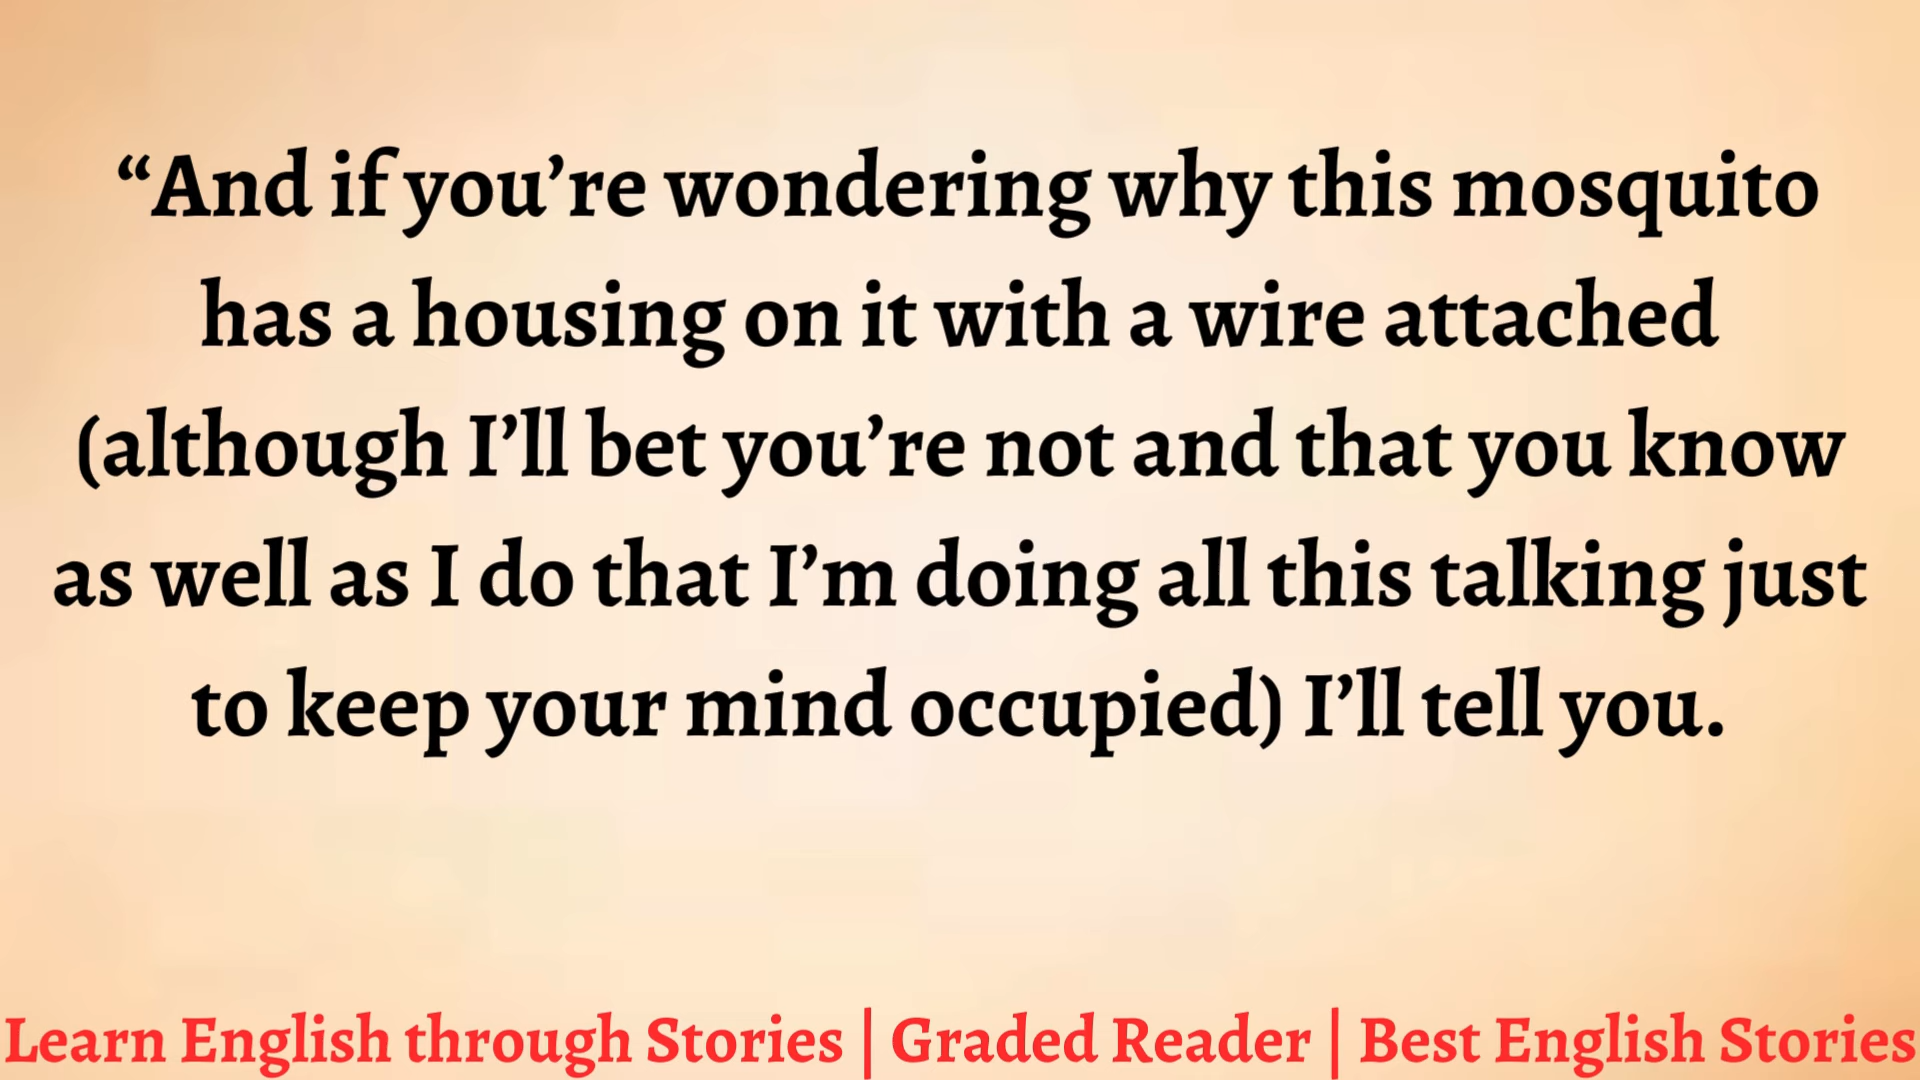 “And if you’re wondering why this mosquito
has a housing on it with a wire attached
(although I’ll bet you’re not and that you know
as well as I do that I’m doing all this talking just
to keep your mind occupied) I’ll tell you.
Learn English through Stories | Graded Reader | Best English Stories